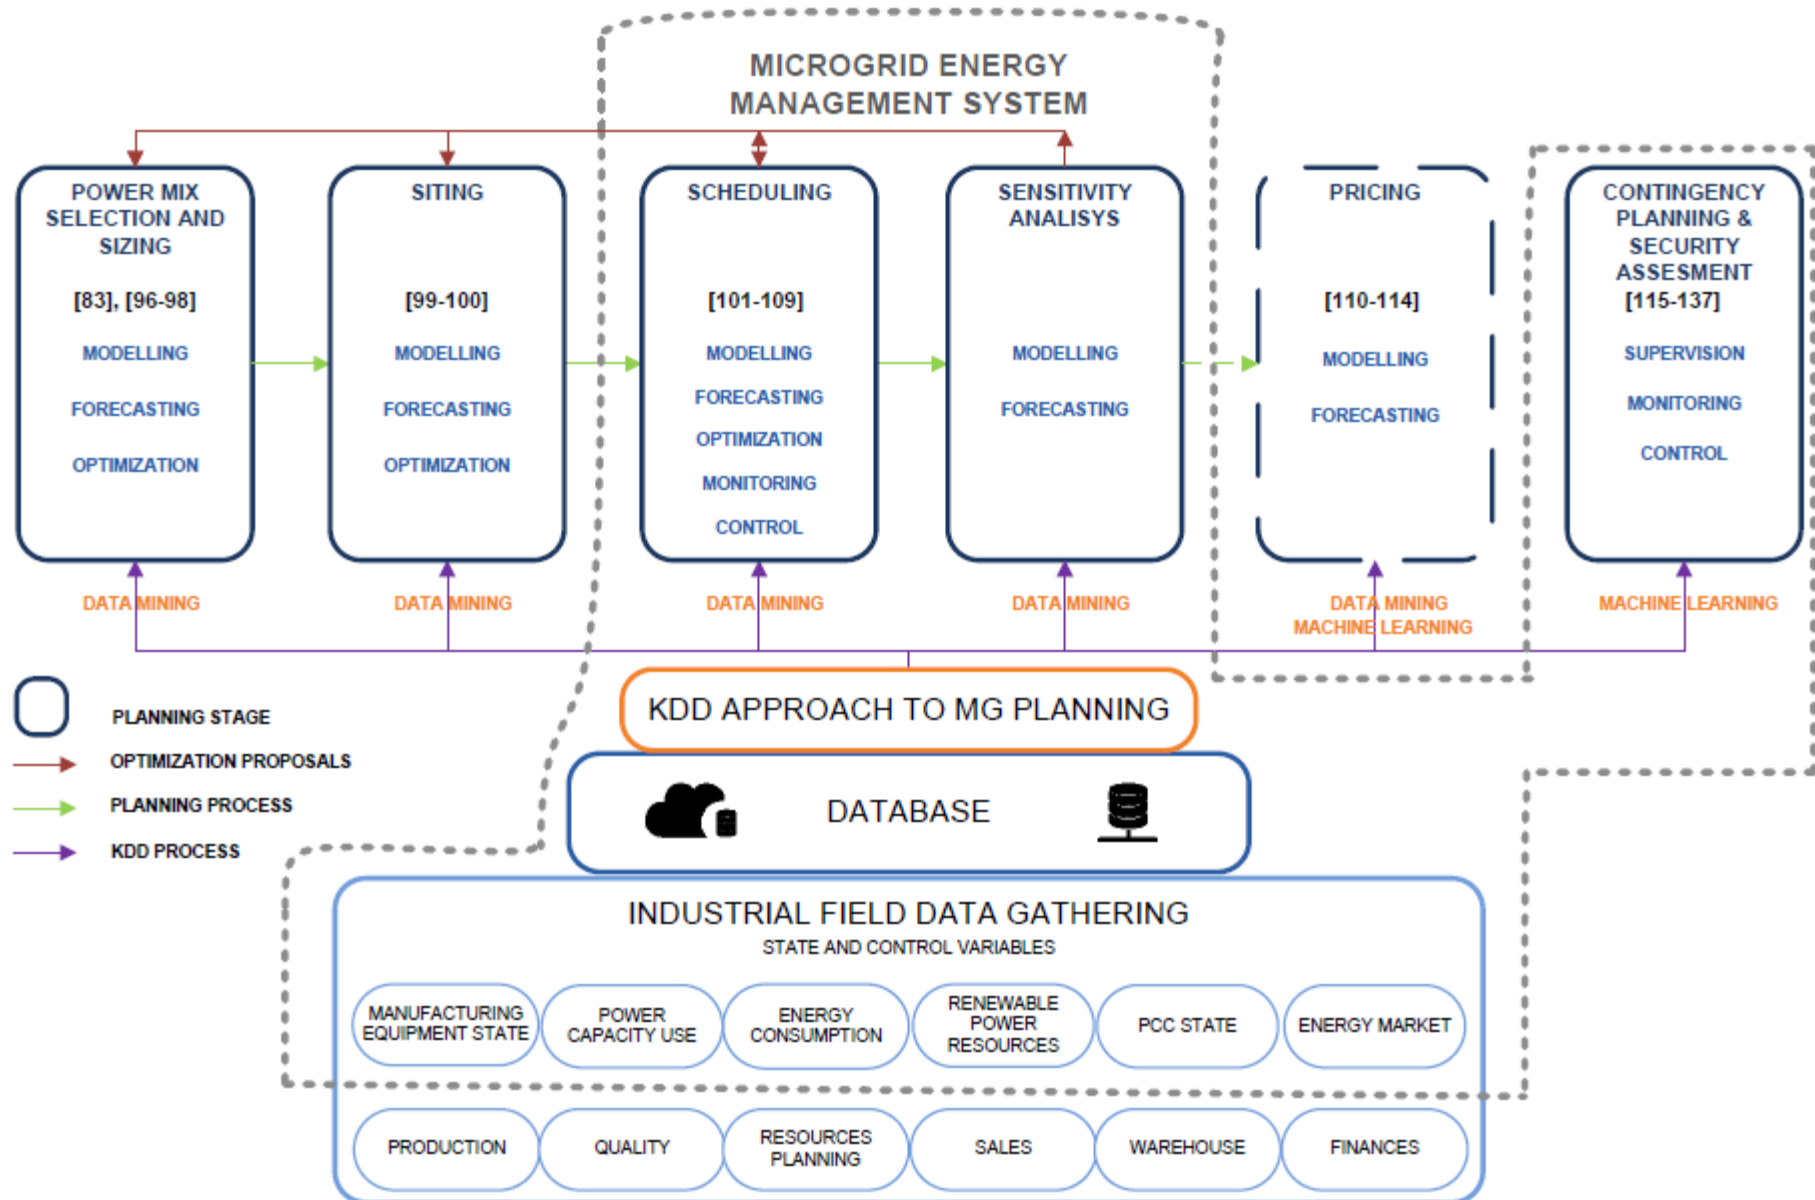 MICROGRID ENERGY
MANAGEMENT SYSTEM
POWER MIX
SELECTION AND
SIZING
[83], [96-98]
MODELLING
FORECASTING
OPTIMIZATION
SITING
[99-100]
MODELLING
FORECASTING
OPTIMIZATION
SCHEDULING
[101-109]
MODELLING
FORECASTING
OPTIMIZATION
MONITORING
CONTROL
SENSITIVITY
ANALISYS
MODELLING
FORECASTING
PRICING
[110-114]
MODELLING
FORECASTING
CONTINGENCY
PLANNING &
SECURITY
ASSESMENT
[115-137]
SUPERVISION
MONITORING
CONTROL
DATA MINING
DATA MINING
DATA MINING
DATA MINING
DATA MINING
MACHINE LEARNING
MACHINE LEARNING
PLANNING STAGE
OPTIMIZATION PROPOSALS
PLANNING PROCESS
KDD PROCESS
KDD APPROACH TO MG PLANNING
DATABASE
INDUSTRIAL FIELD DATA GATHERING
STATE AND CONTROL VARIABLES
MANUFACTURING
EQUIPMENT STATE
POWER
CAPACITY USE
ENERGY
CONSUMPTION
RENEWABLE
POWER
RESOURCES
PCC STATE
ENERGY MARKET
PRODUCTION
QUALITY
RESOURCES
PLANNING
SALES
WAREHOUSE
FINANCES